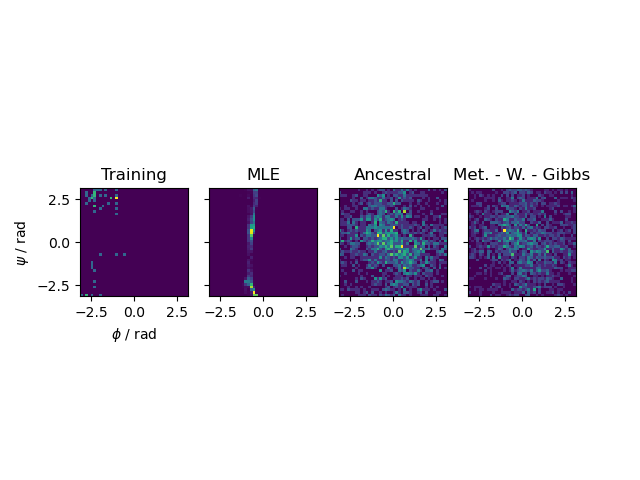 Training
MLE
Ancestral
Met. - W. - Gibbs
ψ / rad
2.5
0.0
−2.5
−2.5 0.0 2.5
−2.5 0.0 2.5
−2.5 0.0 2.5
−2.5 0.0 2.5
ϕ / rad